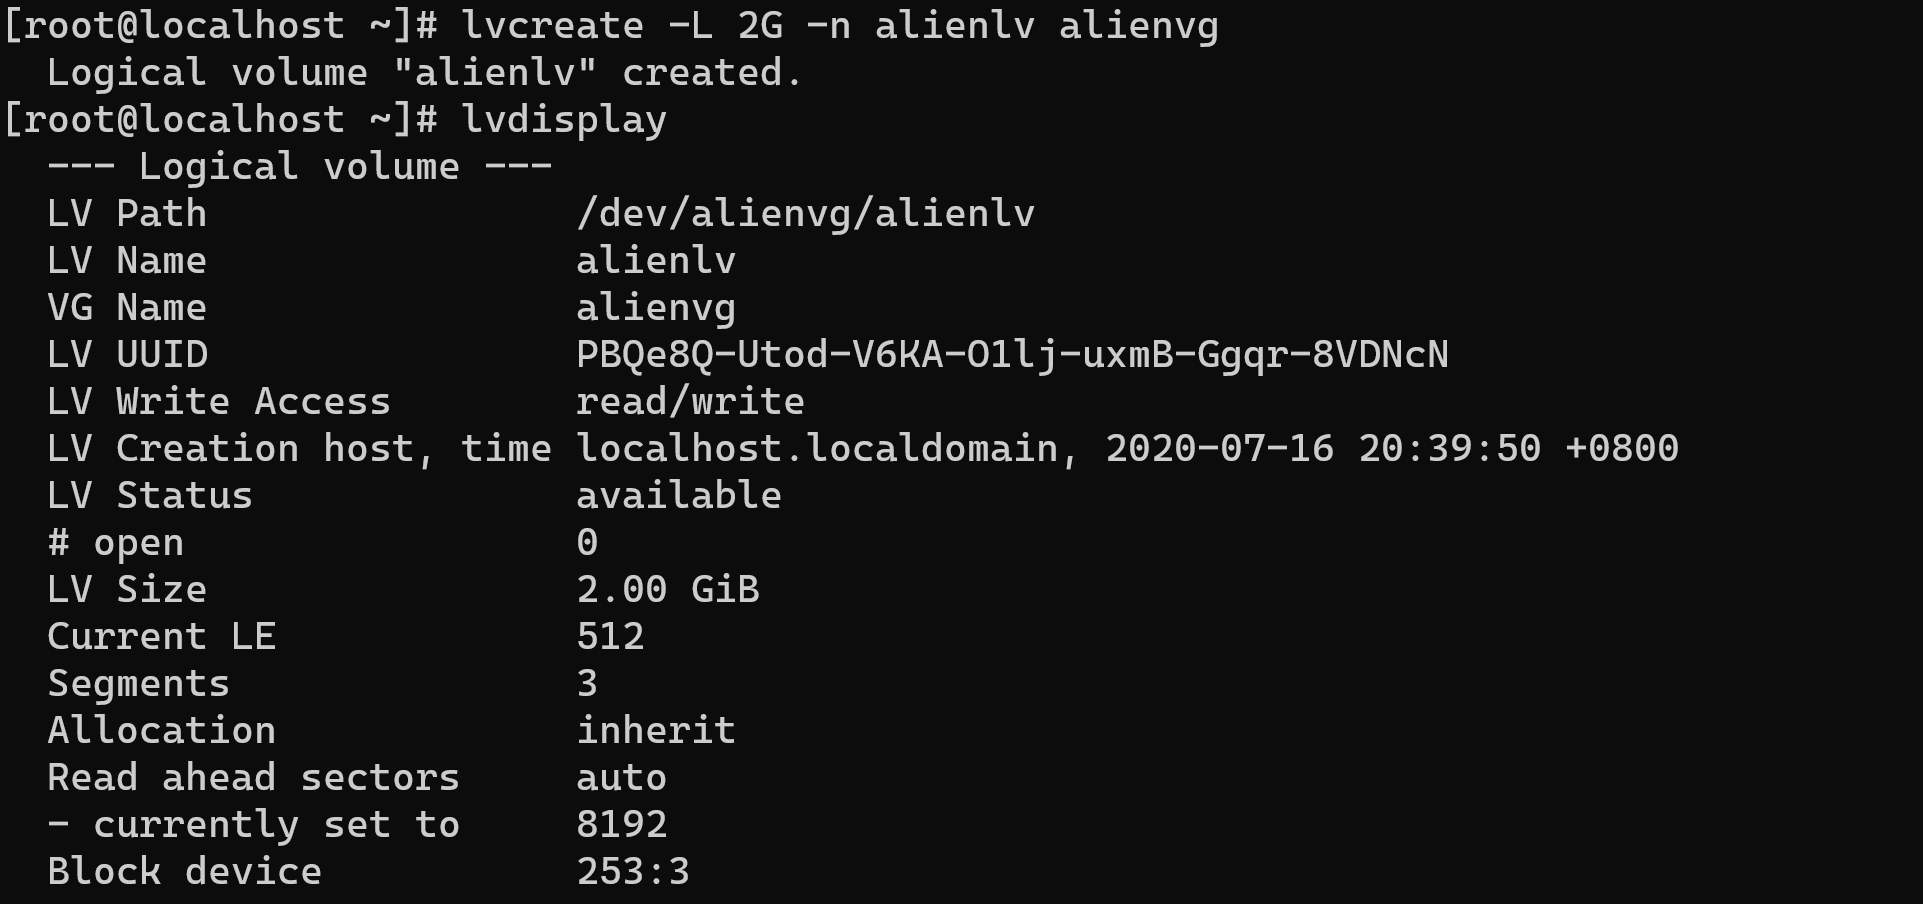 [root@localhost ~]# lvcreate -L 2G -n alienlv alienvg
  Logical volume "alienlv" created.
[root@localhost ~]# lvdisplay
  --- Logical volume ---
  LV Path                /dev/alienvg/alienlv
  LV Name                alienlv
  VG Name                alienvg
  LV UUID                PBQe8Q-Utod-V6KA-O1lj-uxmB-Ggqr-8VDNcN
  LV Write Access        read/write
  LV Creation host, time localhost.localdomain, 2020-07-16 20:39:50 +0800
  LV Status              available
  # open                 0
  LV Size                2.00 GiB
  Current LE             512
  Segments               3
  Allocation             inherit
  Read ahead sectors     auto
  - currently set to     8192
  Block device           253:3